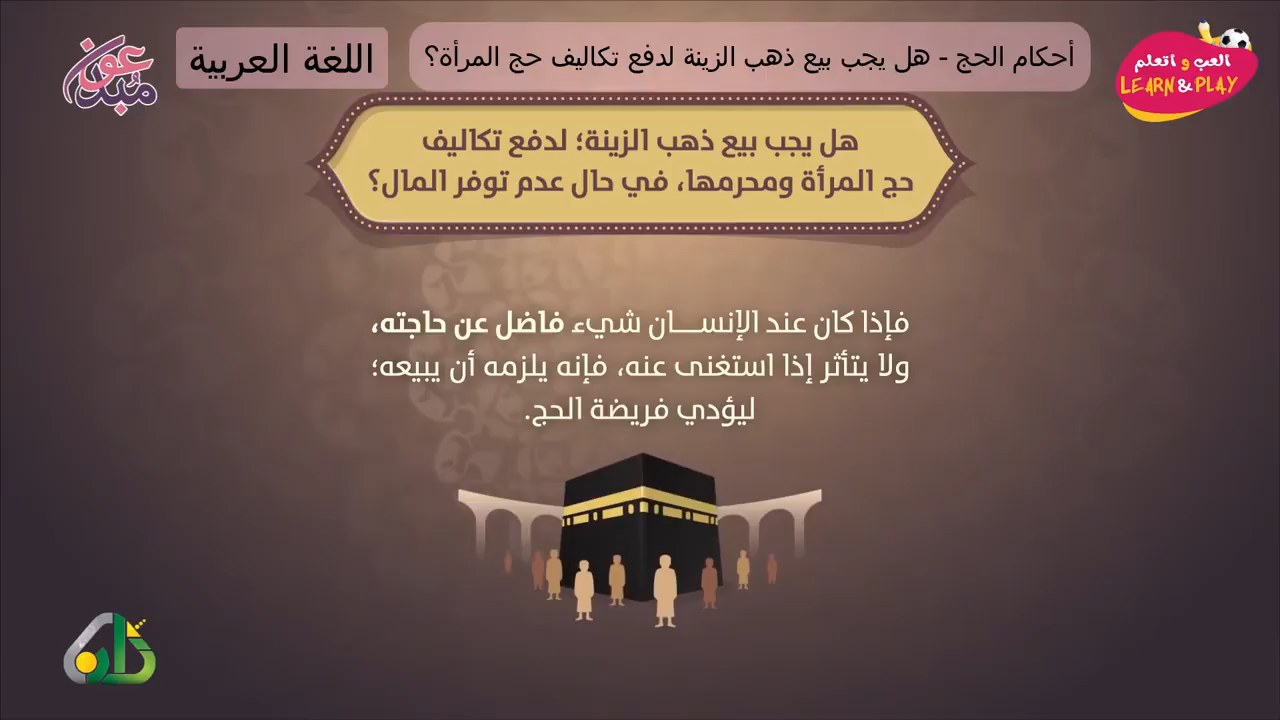 مبدعون
اللغة العربية
أحكام الحج - هل يجب بيع ذهب الزينة لدفع تكاليف حج المرأة؟
العب و اتعلم
LEARN & PLAY
هل يجب بيع ذهب الزينة؛ لدفع تكاليف
حج المرأة ومحرمها، في حال عدم توفر المال؟
فإذا كان عند الإنســـان شيء فاضل عن حاجته،
ولا يتأثر إذا استغنى عنه، فإنه يلزمه أن يبيعه؛
ليؤدي فريضة الحج.